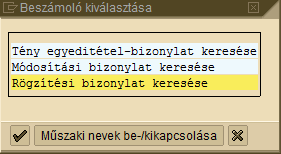 Beszámoló kiválasztása
Tény egyeditétel-bizonylat keresése
Módosítási bizonylat keresése
Rögzítési bizonylat keresése
Műszaki nevek be-/kikapcsolása